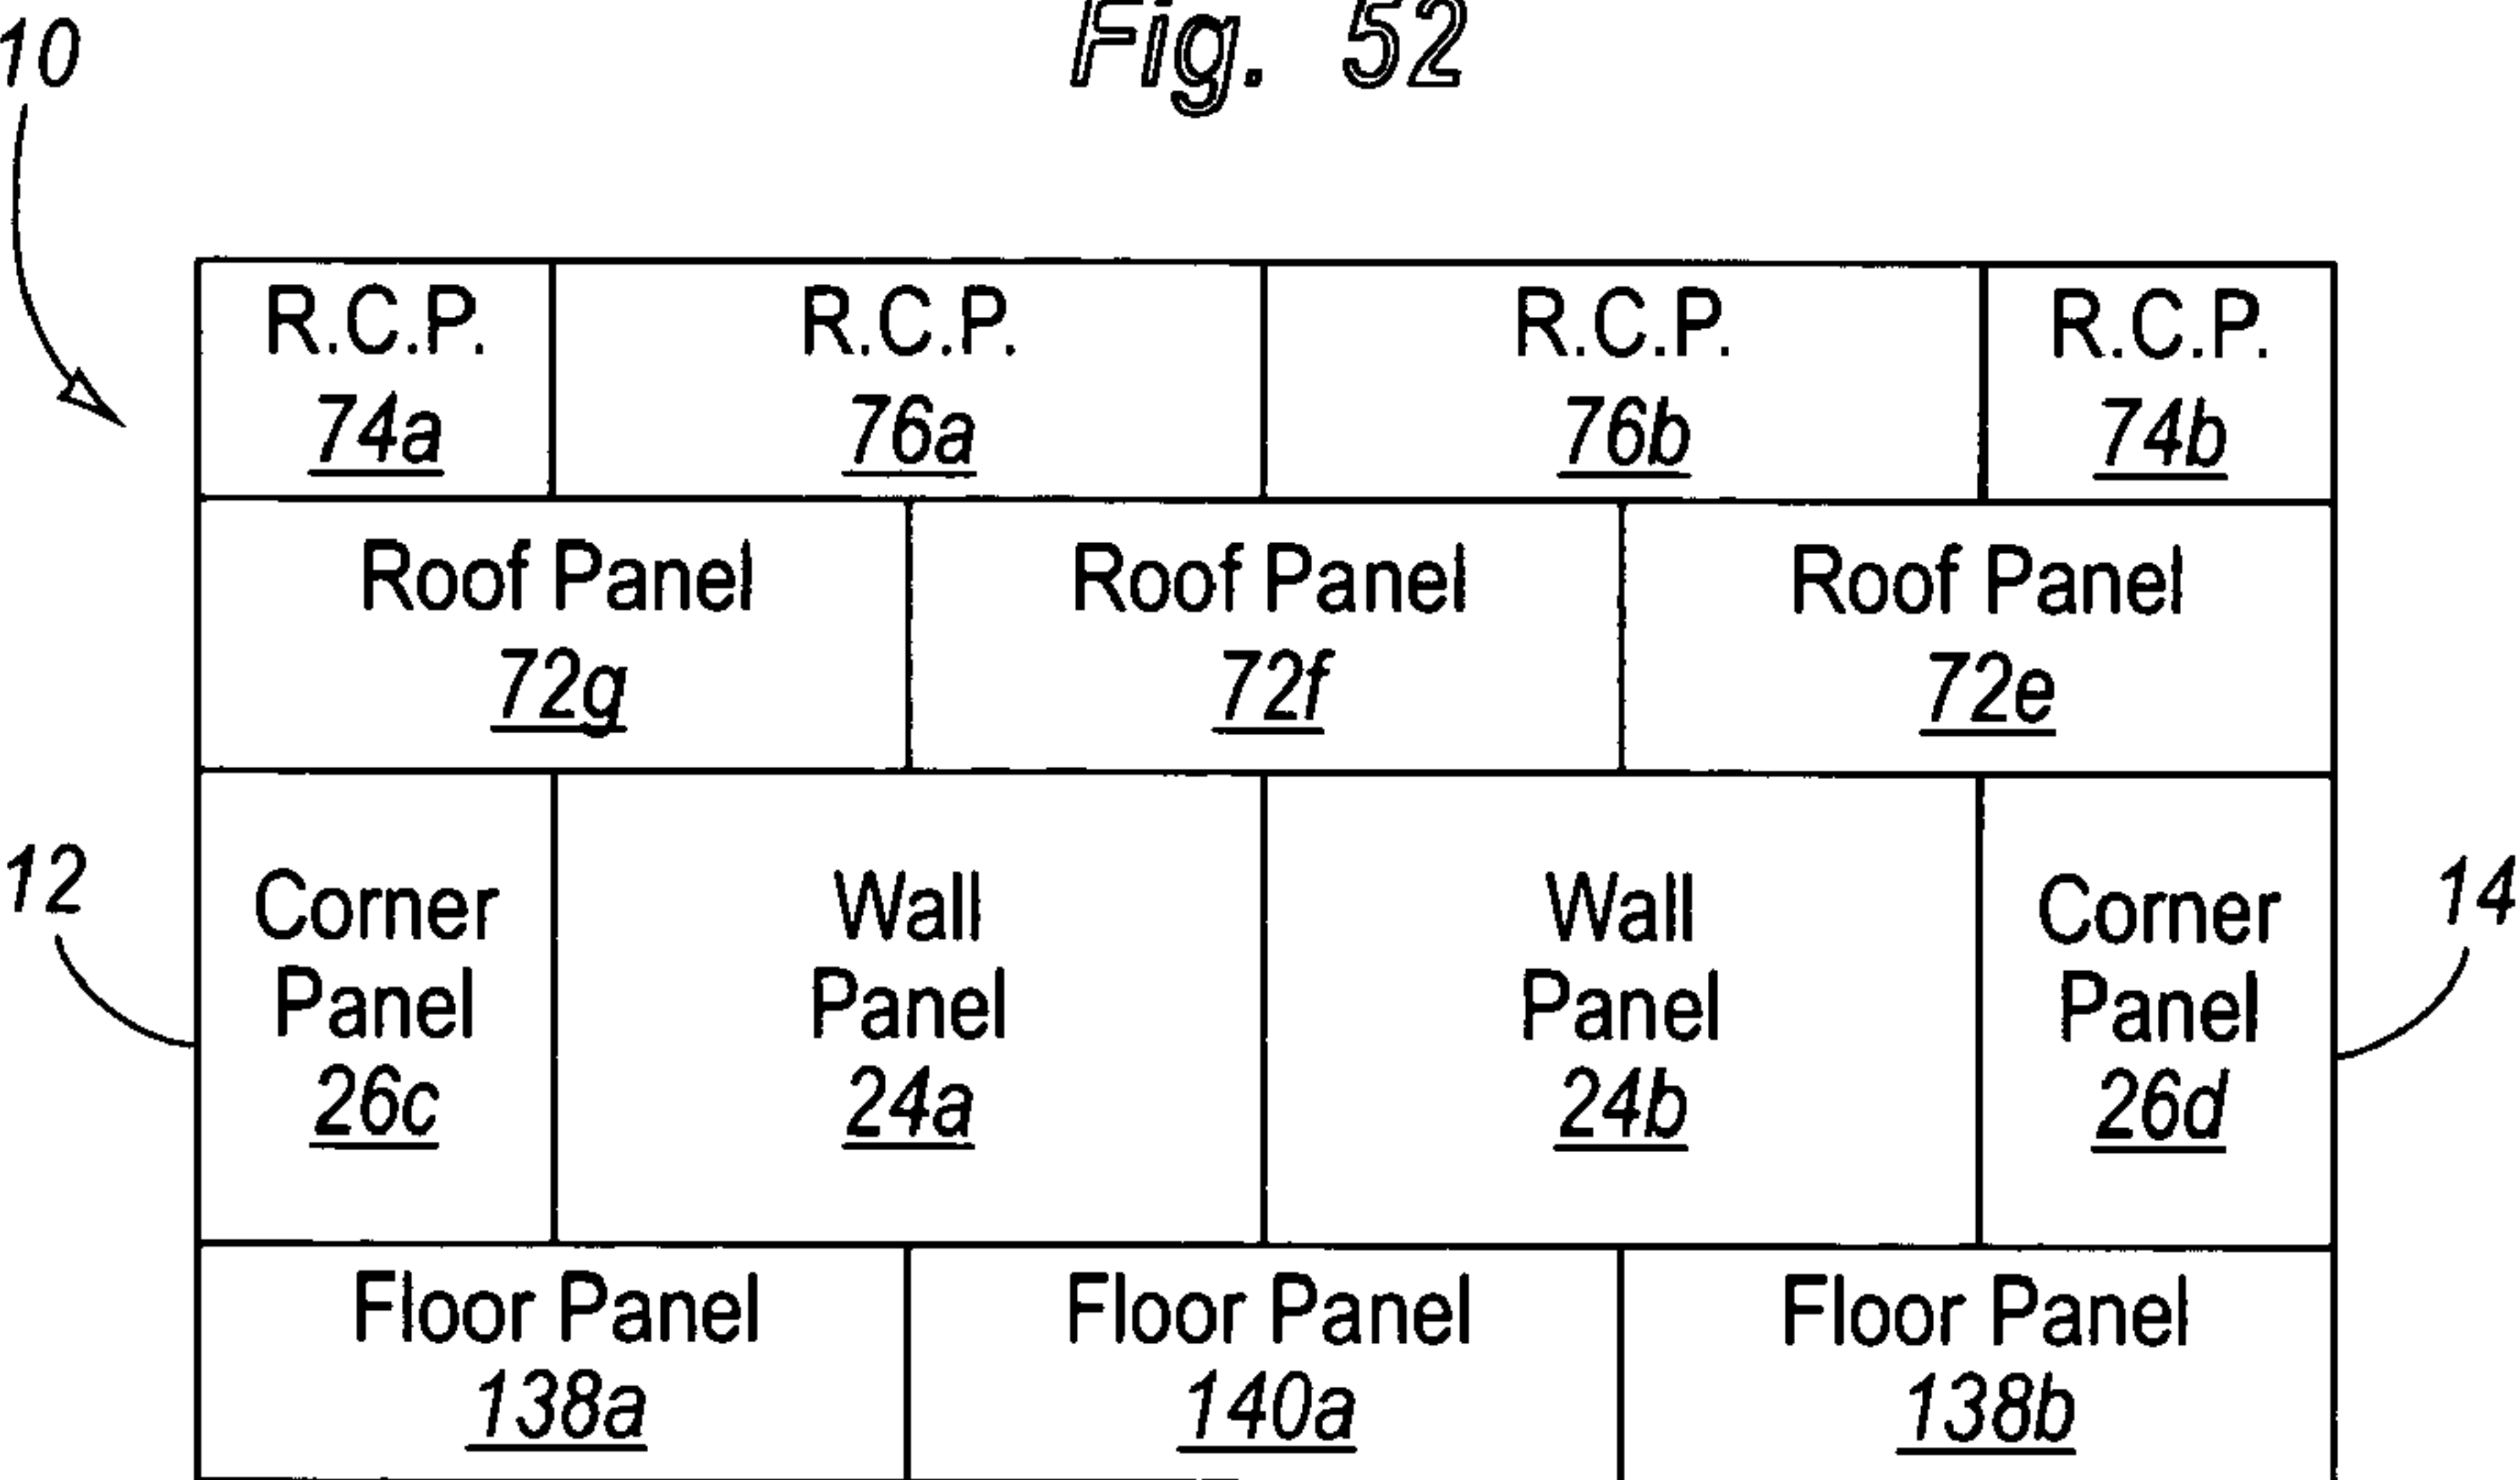 Fig. 52
10
R.C.P. R.C.P. R.C.P. R.C.P.
74a 76a 76b 74b
Roof Panel Roof Panel Roof Panel
72g 72f 72e
12
14
Corner Wall Wall Corner
Panel Panel Panel Panel
26c 24a 24b 26d
Floor Panel Floor Panel Floor Panel
138a 140a 138b